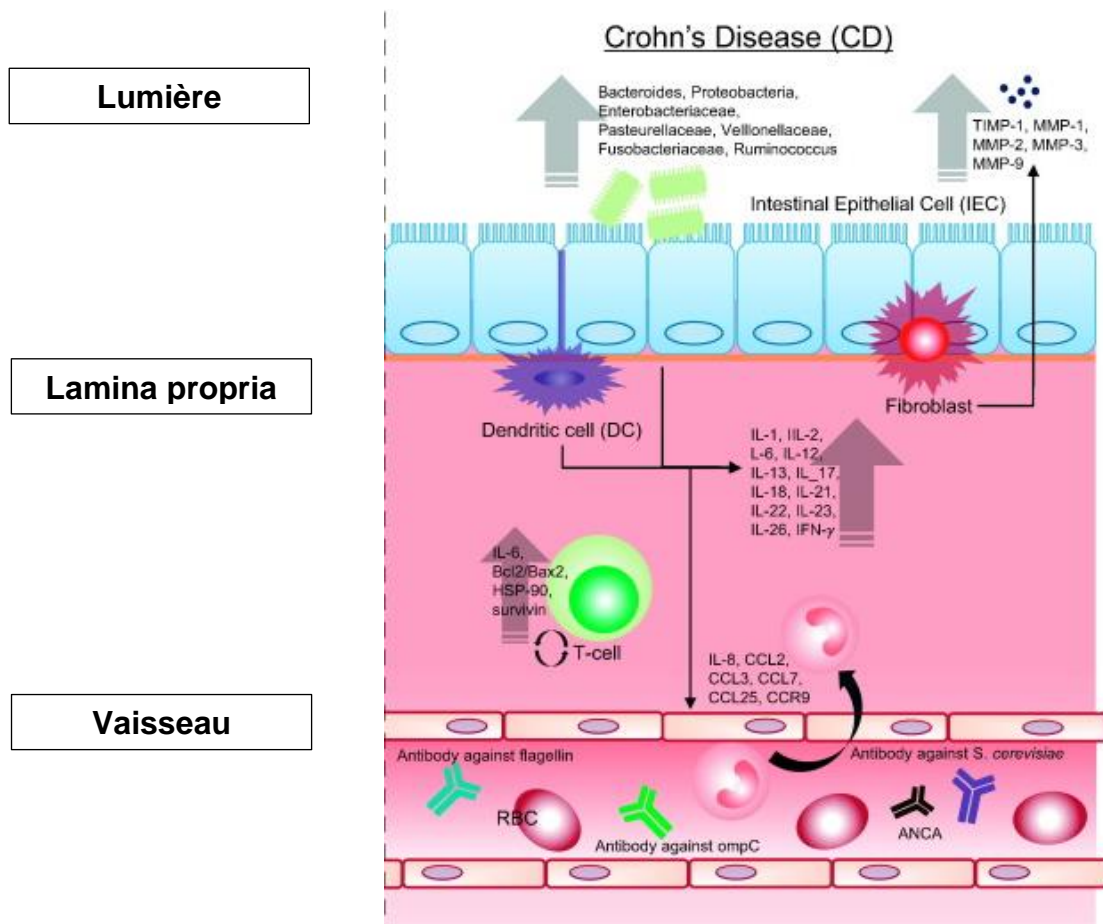 Crohn's Disease (CD)
Lumière
Bacteroides, Proteobacteria,
Enterobacteriaceae,
Pasteurellaceae, Vellionellaceae,
Fusobacteriaceae, Ruminococcus
TIMP-1, MMP-1,
MMP-2, MMP-3,
MMP-9
Intestinal Epithelial Cell (IEC)
Lamina propria
Dendritic cell (DC)
Fibroblast
IL-1, IIL-2,
L-6, IL-12,
IL-13, IL_17,
IL-18, IL-21,
IL-22, IL-23,
IL-26, IFN-γ
IL-6,
Bcl2/Bax2,
HSP-90,
survivin
T-cell
IL-8, CCL2,
CCL3, CCL7,
CCL25, CCR9
Vaisseau
Antibody against flagellin
Antibody against S. cerevisiae
RBC
ANCA
Antibody against ompC